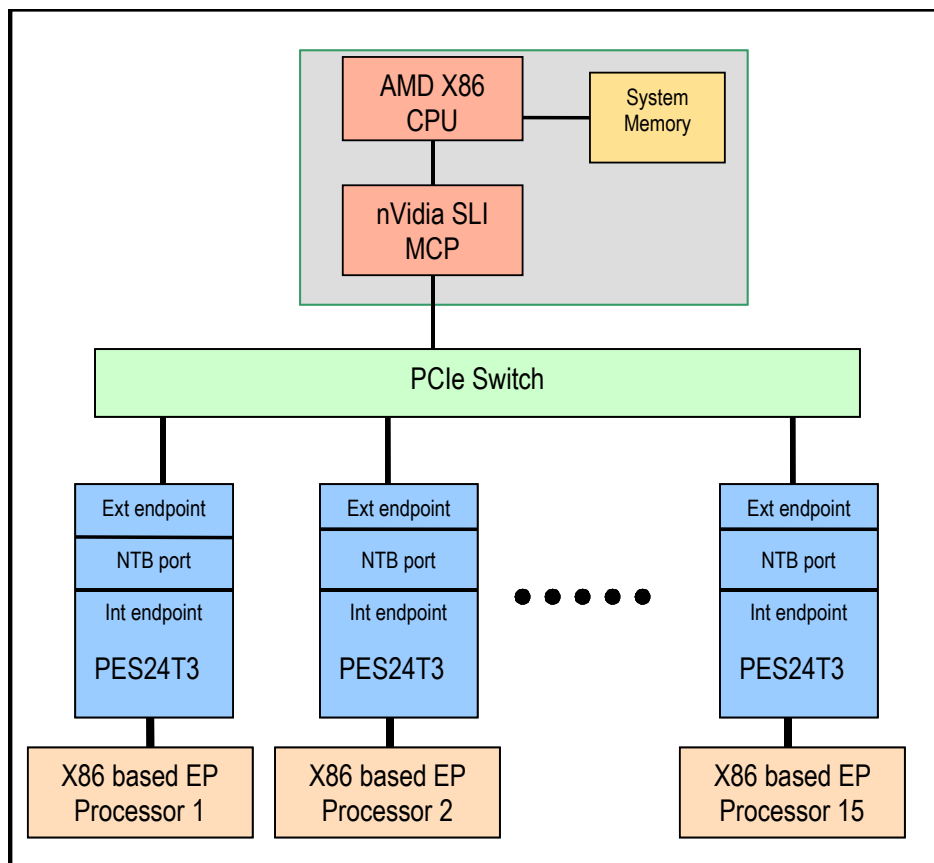 AMD X86
CPU
System
Memory
nVidia SLI
MCP
PCIe Switch
Ext endpoint
NTB port
Int endpoint
PES24T3
Ext endpoint
NTB port
Int endpoint
PES24T3
Ext endpoint
NTB port
Int endpoint
PES24T3
X86 based EP
Processor 1
X86 based EP
Processor 2
X86 based EP
Processor 15